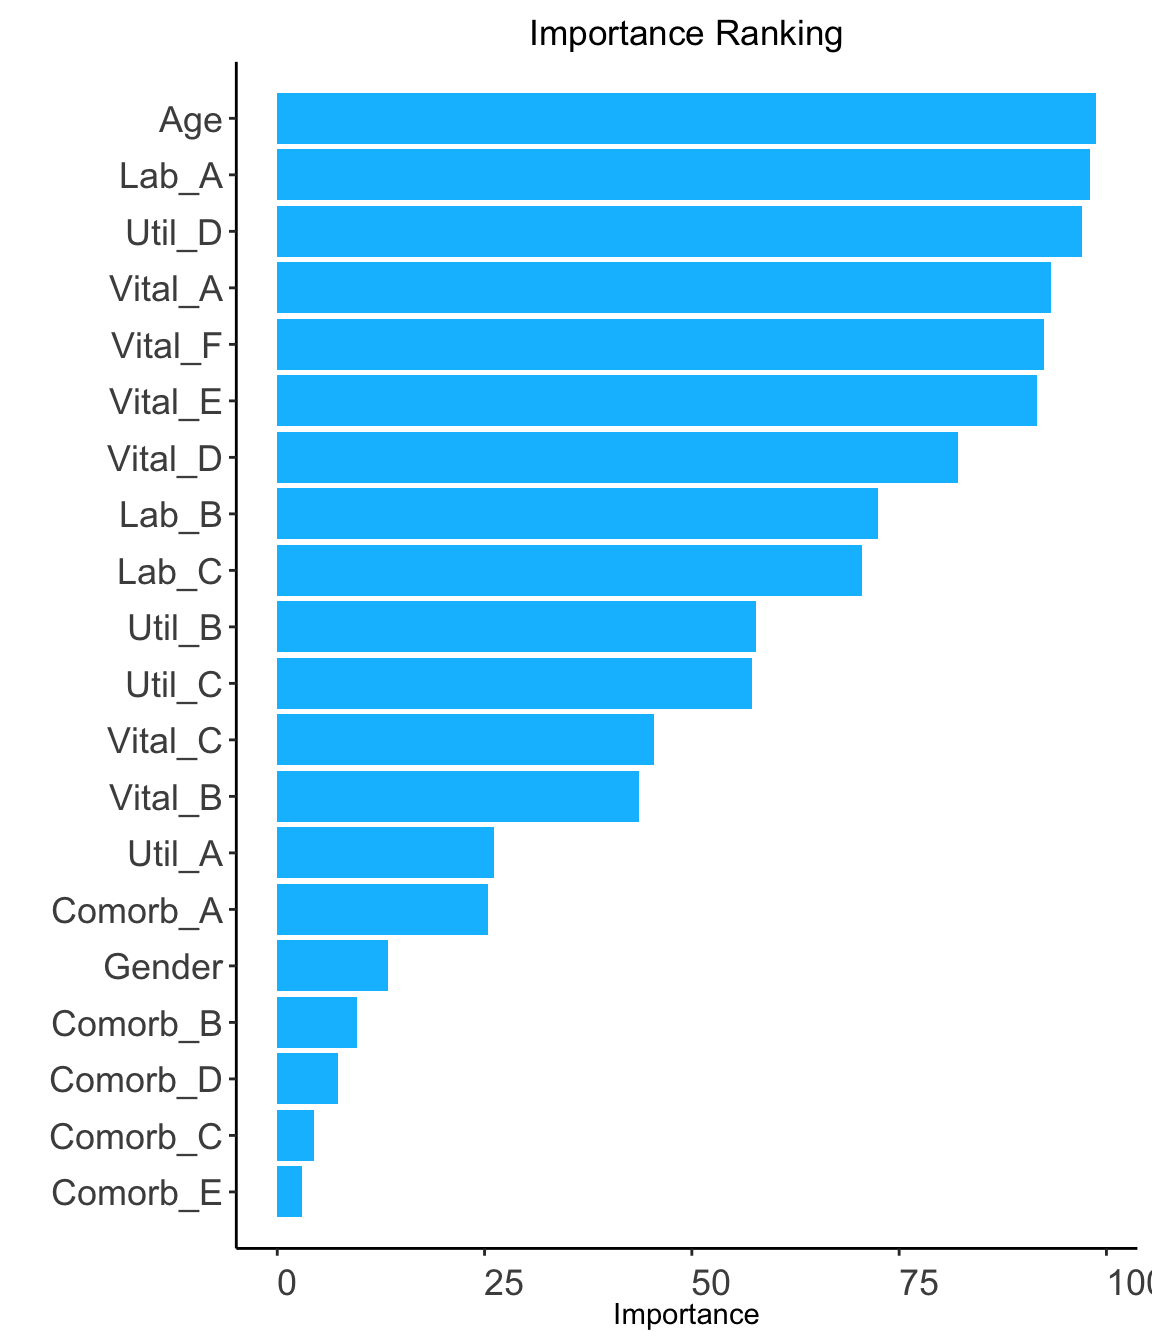 Importance Ranking
Age
Lab_A
Util_D
Vital_A
Vital_F
Vital_E
Vital_D
Lab_B
Lab_C
Util_B
Util_C
Vital_C
Vital_B
Util_A
Comorb_A
Gender
Comorb_B
Comorb_D
Comorb_C
Comorb_E
0 25 50 75 100
Importance